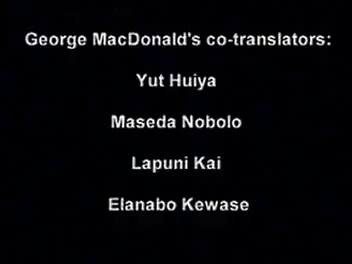 George MacDonald's co-translators:
Yut Huiya
Maseda Nobolo
Lapuni Kai
Elanabo Kewase